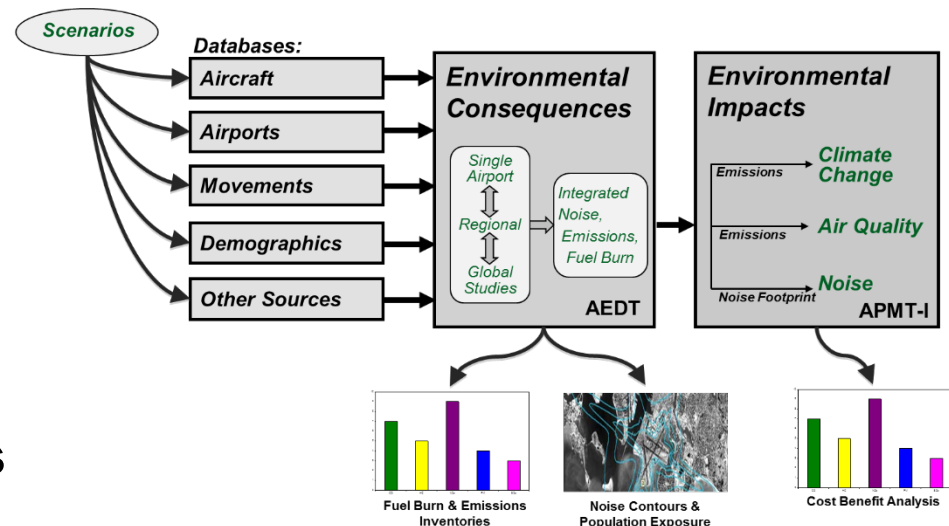 Scenarios
Databases:
Aircraft
Airports
Movements
Demographics
Other Sources
Environmental
Consequences
Single
Airport
Regional
Global
Studies
Integrated
Noise,
Emissions,
Fuel Burn
AEDT
Environmental
Impacts
Emissions
Climate
Change
Emissions
Air Quality
Noise Footprint
Noise
APMT-I
s
Fuel Burn & Emissions
Inventories
Noise Contours &
Population Exposure
Cost Benefit Analysis